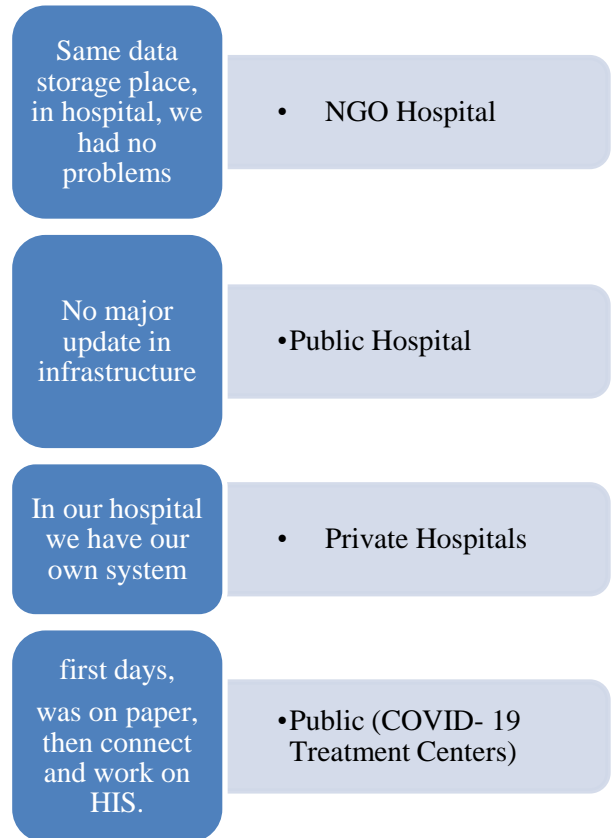 Same data
storage place,
in hospital, we
had no
problems
• NGO Hospital
No major
update in
infrastructure
•Public Hospital
In our hospital
we have our
own system
• Private Hospitals
first days,
was on paper,
then connect
and work on
HIS.
•Public (COVID- 19
Treatment Centers)